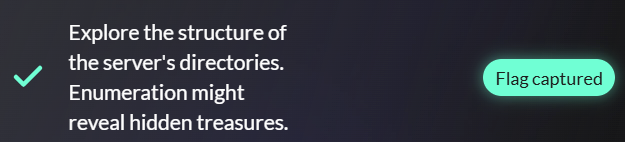 Explore the structure of
the server's directories.
Enumeration might
reveal hidden treasures.
Flag captured